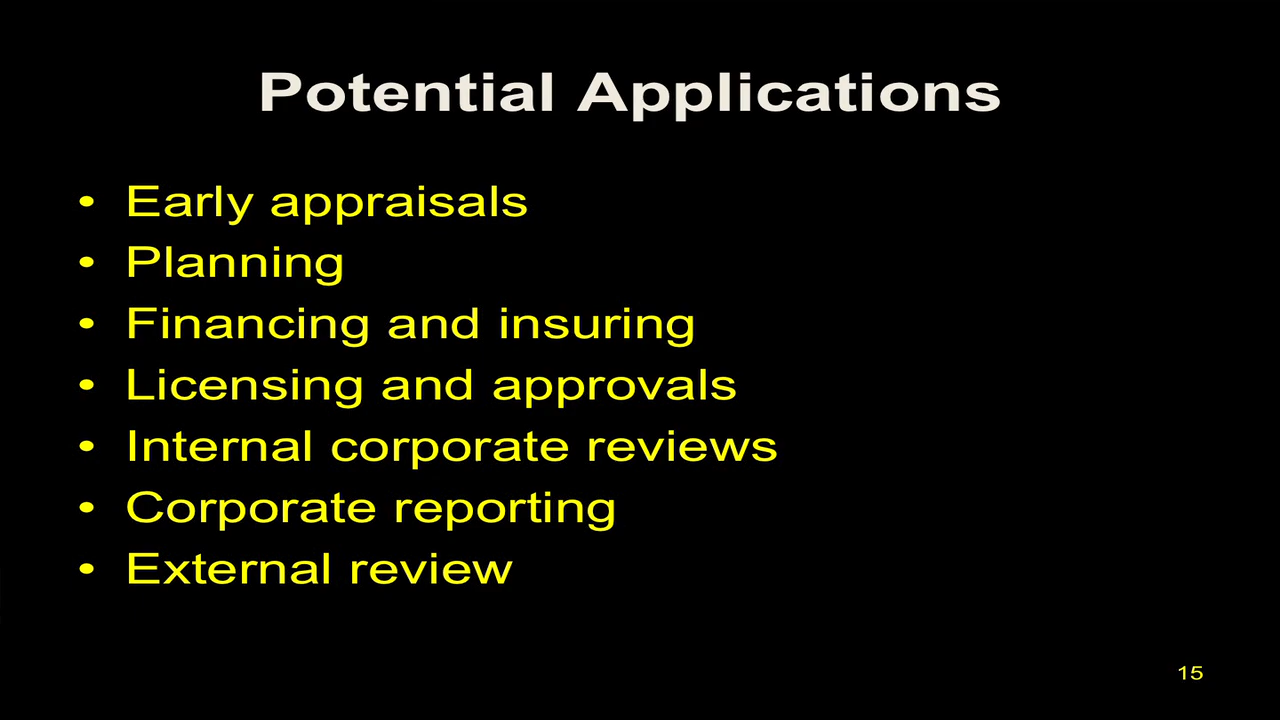 Potential Applications
• Early appraisals
• Planning
• Financing and insuring
• Licensing and approvals
• Internal corporate reviews
• Corporate reporting
• External review
15